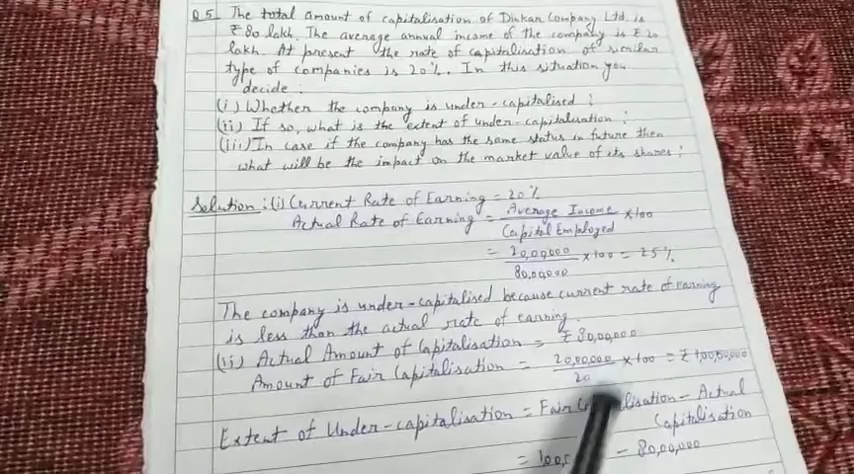 Q 5. The total amount of capitalisation of Dinkar Company Ltd. is
₹ 80 lakh. The average annual income of the company is ₹ 20
lakh. At present the rate of capitalisation of similar
type of companies is 20%. In this situation you
decide :
(i) Whether the company is under-capitalised ?
(ii) If so, what is the extent of under-capitalisation ?
(iii) In case if the company has the same status in future then
what will be the impact on the market value of its shares ?
Solution : (i) Current Rate of Earning = 20%
Actual Rate of Earning = Average Income / Capital Employed × 100
= 20,00,000 / 80,00,000 × 100 = 25%.
The company is under-capitalised because current rate of earning
is less than the actual rate of earning.
(ii) Actual Amount of Capitalisation = ₹ 80,00,000
Amount of Fair Capitalisation = 20,00,000 / 20 × 100 = ₹ 1,00,00,000
Extent of Under-capitalisation = Fair - Actual
Capitalisation
= - 80,00,000